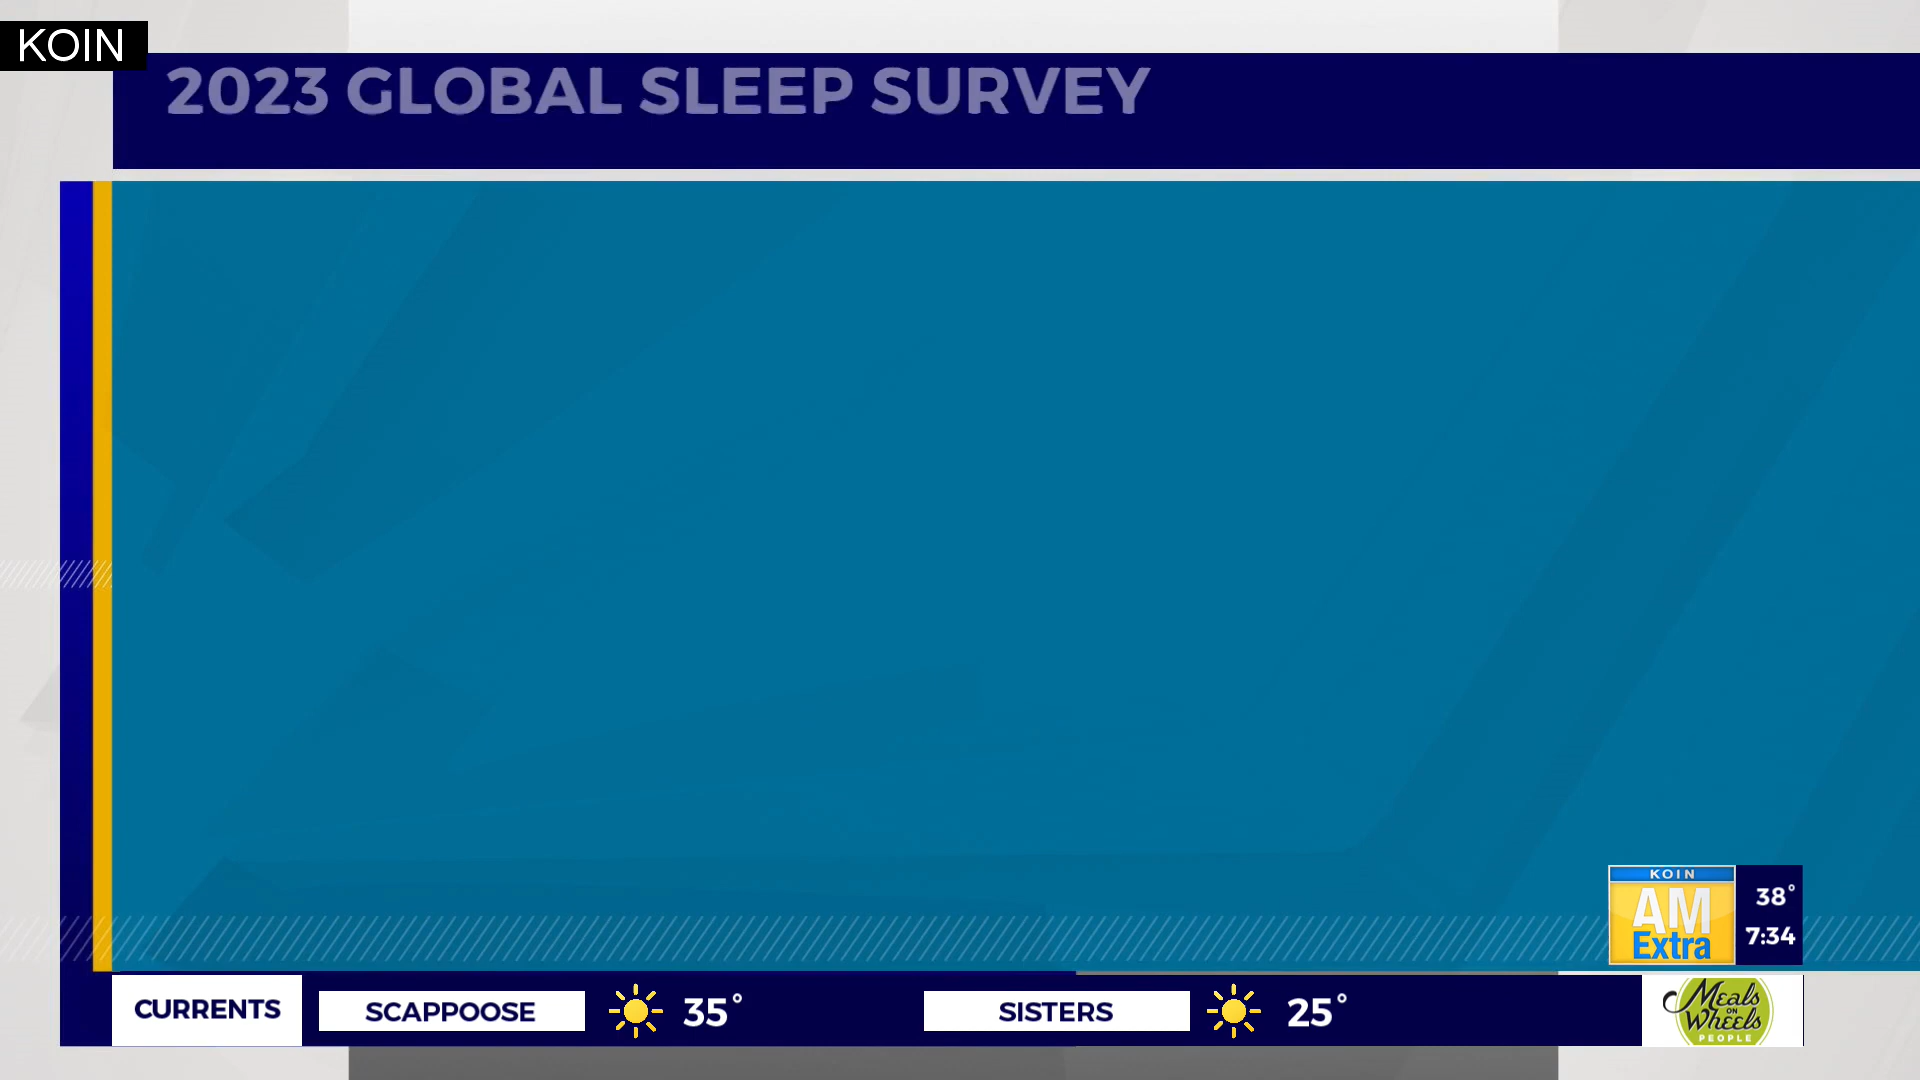 KOIN
2023 GLOBAL SLEEP SURVEY
KOIN
AM
Extra
38°
7:34
CURRENTS
SCAPPOOSE
35°
SISTERS
25°
Meals
ON
Wheels
PEOPLE